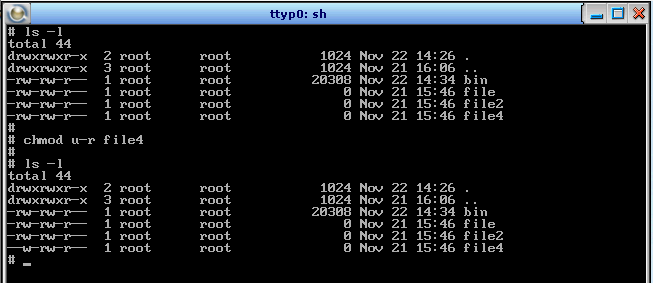 ttyp0: sh
# ls -l
total 44
drwxrwxr-x  2 root      root          1024 Nov 22 14:26 .
drwxrwxr-x  3 root      root          1024 Nov 21 16:06 ..
-rw-rw-r--  1 root      root         20308 Nov 22 14:34 bin
-rw-rw-r--  1 root      root             0 Nov 21 15:46 file
-rw-rw-r--  1 root      root             0 Nov 21 15:46 file2
-rw-rw-r--  1 root      root             0 Nov 21 15:46 file4
#
# chmod u-r file4
#
# ls -l
total 44
drwxrwxr-x  2 root      root          1024 Nov 22 14:26 .
drwxrwxr-x  3 root      root          1024 Nov 21 16:06 ..
-rw-rw-r--  1 root      root         20308 Nov 22 14:34 bin
-rw-rw-r--  1 root      root             0 Nov 21 15:46 file
-rw-rw-r--  1 root      root             0 Nov 21 15:46 file2
--w-rw-r--  1 root      root             0 Nov 21 15:46 file4
# _